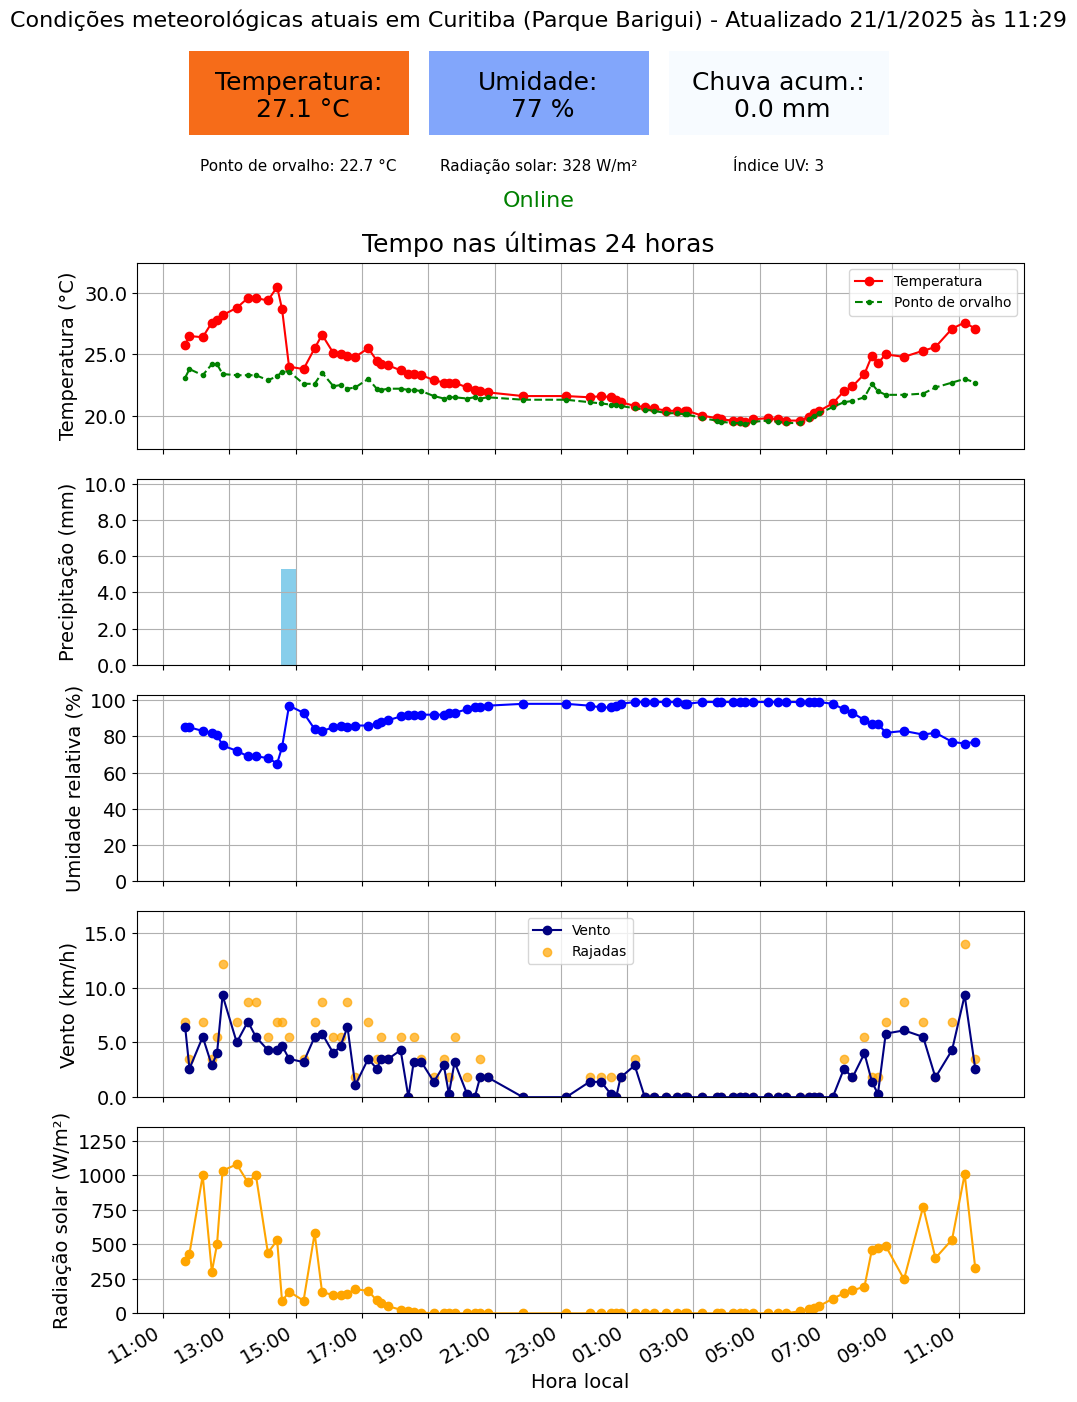 Condições meteorológicas atuais em Curitiba (Parque Barigui) - Atualizado 21/1/2025 às 11:29
Temperatura:
27.1 °C
Umidade:
77 %
Chuva acum.:
0.0 mm
Ponto de orvalho: 22.7 °C
Radiação solar: 328 W/m²
Índice UV: 3
Online
Tempo nas últimas 24 horas
Temperatura (°C)
30.0
25.0
20.0
Temperatura
Ponto de orvalho
Precipitação (mm)
10.0
8.0
6.0
4.0
2.0
0.0
Umidade relativa (%)
100
80
60
40
20
0
Vento (km/h)
15.0
10.0
5.0
0.0
Vento
Rajadas
Radiação solar (W/m²)
1250
1000
750
500
250
0
11:00
13:00
15:00
17:00
19:00
21:00
23:00
01:00
03:00
05:00
07:00
09:00
11:00
Hora local